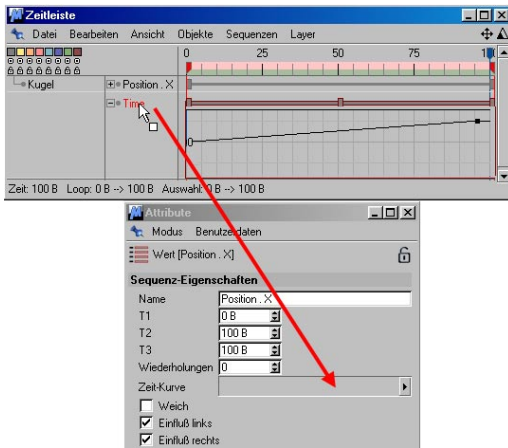 Zeitleiste
Datei Bearbeiten Ansicht Objekte Sequenzen Layer
0 25 50 75
Kugel Position . X
Time
Zeit: 100 B Loop: 0 B --> 100 B Auswahl: 0 B --> 100 B
Attribute
Modus Benutzerdaten
Wert [Position . X]
Sequenz-Eigenschaften
Name Position . X
T1 0 B
T2 100 B
T3 100 B
Wiederholungen 0
Zeit-Kurve
Weich
Einfluß links
Einfluß rechts